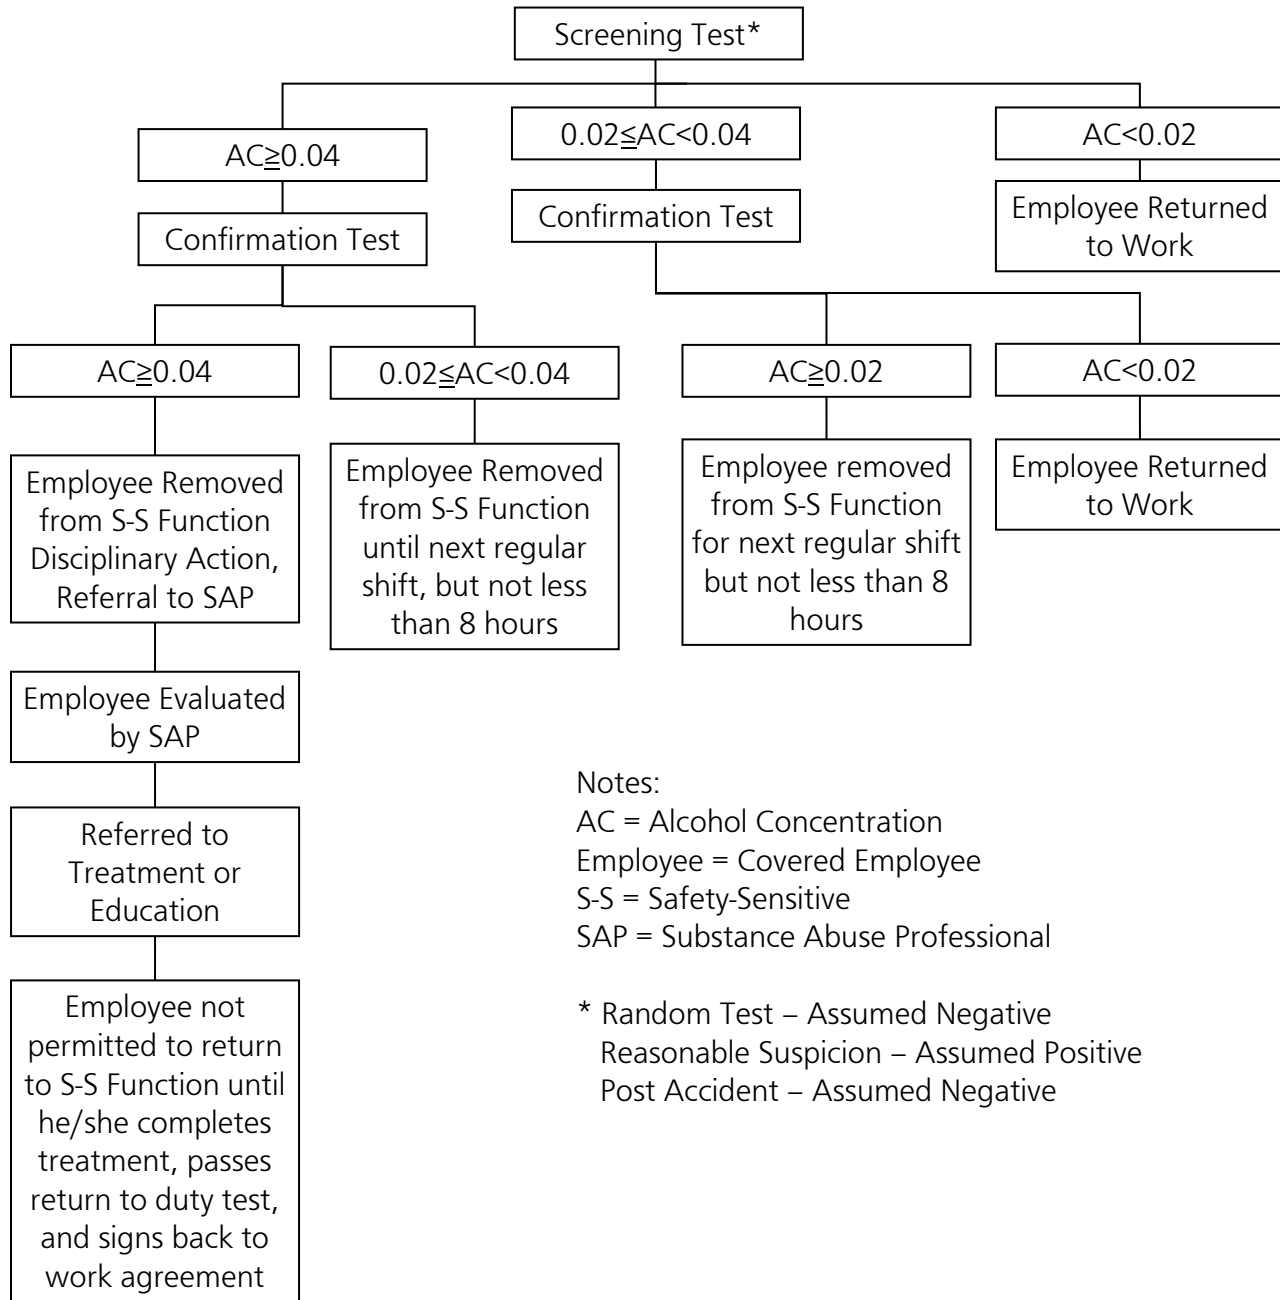 Screening Test*
AC≥0.04
0.02≤AC<0.04
AC<0.02
Confirmation Test
Confirmation Test
Employee Returned
to Work
AC≥0.04
0.02≤AC<0.04
AC≥0.02
AC<0.02
Employee Removed
from S-S Function
Disciplinary Action,
Referral to SAP
Employee Removed
from S-S Function
until next regular
shift, but not less
than 8 hours
Employee removed
from S-S Function
for next regular shift
but not less than 8
hours
Employee Returned
to Work
Employee Evaluated
by SAP
Referred to
Treatment or
Education
Employee not
permitted to return
to S-S Function until
he/she completes
treatment, passes
return to duty test,
and signs back to
work agreement
Notes:
AC = Alcohol Concentration
Employee = Covered Employee
S-S = Safety-Sensitive
SAP = Substance Abuse Professional
* Random Test – Assumed Negative
Reasonable Suspicion – Assumed Positive
Post Accident – Assumed Negative